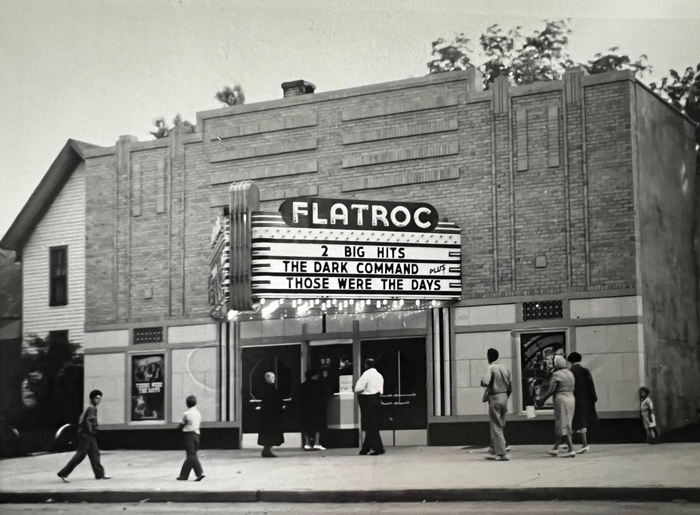 FLATROC
2 BIG HITS
THE DARK COMMAND PLUS
THOSE WERE THE DAYS